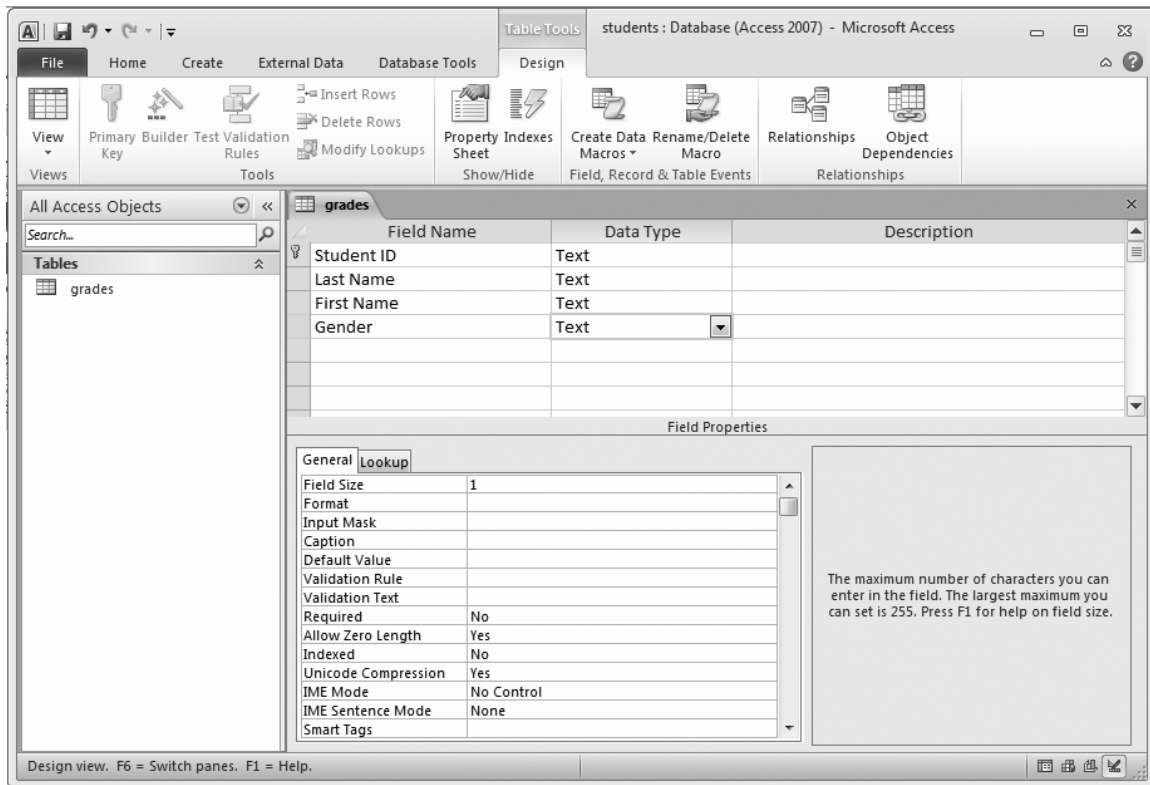 A
Table Tools students : Database (Access 2007) - Microsoft Access
File Home Create External Data Database Tools Design
View
Primary Key
Builder
Test Validation Rules
Insert Rows
Delete Rows
Modify Lookups
Property Sheet
Indexes
Create Data Macros
Rename/Delete Macro
Relationships
Object Dependencies
Views Tools Show/Hide Field, Record & Table Events Relationships
All Access Objects
Search...
Tables
grades
grades
Field Name Data Type Description
Student ID Text
Last Name Text
First Name Text
Gender Text
Field Properties
General Lookup
Field Size 1
Format
Input Mask
Caption
Default Value
Validation Rule
Validation Text
Required No
Allow Zero Length Yes
Indexed No
Unicode Compression Yes
IME Mode No Control
IME Sentence Mode None
Smart Tags
The maximum number of characters you can
enter in the field. The largest maximum you
can set is 255. Press F1 for help on field size.
Design view. F6 = Switch panes. F1 = Help.